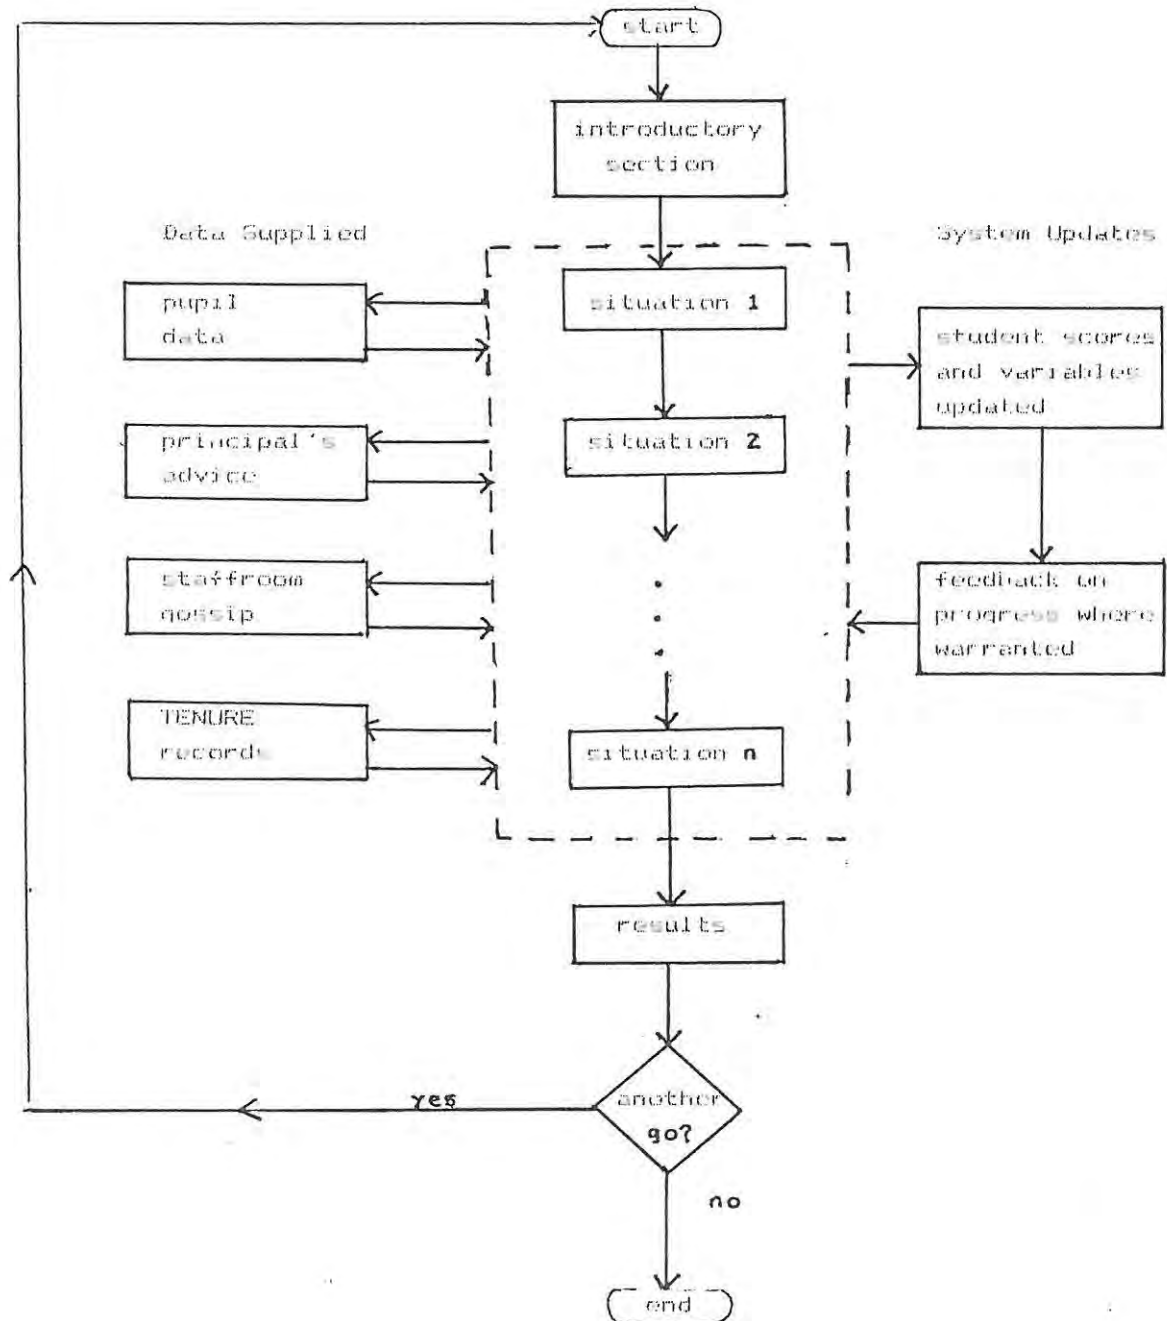 start
introductory
section
Data Supplied
System Updates
pupil
data
situation 1
student scores
and variables
updated
principal's
advice
situation 2
staffroom
gossip
feedback on
progress where
warranted
TENURE
records
situation n
results
yes
another
go?
no
end